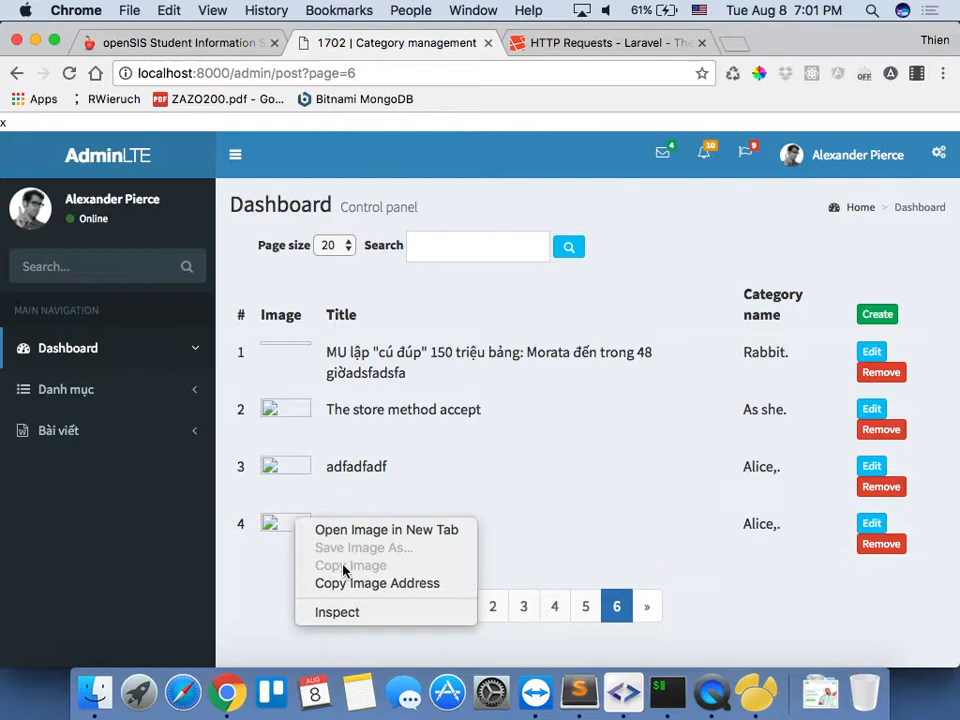 Chrome File Edit View History Bookmarks People Window Help 61% Tue Aug 8 7:01 PM
openSIS Student Information S 1702 | Category management HTTP Requests - Laravel - The Thien
localhost:8000/admin/post?page=6
Apps RWieruch ZAZO200.pdf - Go... Bitnami MongoDB
x
AdminLTE 4 10 9 Alexander Pierce
Alexander Pierce
Online
Dashboard Control panel Home > Dashboard
Page size 20 Search
Search...
MAIN NAVIGATION
Dashboard
Danh mục
Bài viết
# Image Title Category name Create
1 MU lập "cú đúp" 150 triệu bảng: Morata đến trong 48 Rabbit. Edit
giờadsfadsfa Remove
2 The store method accept As she. Edit
Remove
3 adfadfadf Alice,. Edit
Remove
4 Alice,. Edit
Remove
Open Image in New Tab
Save Image As...
Copy Image
Copy Image Address
Inspect
2 3 4 5 6 »